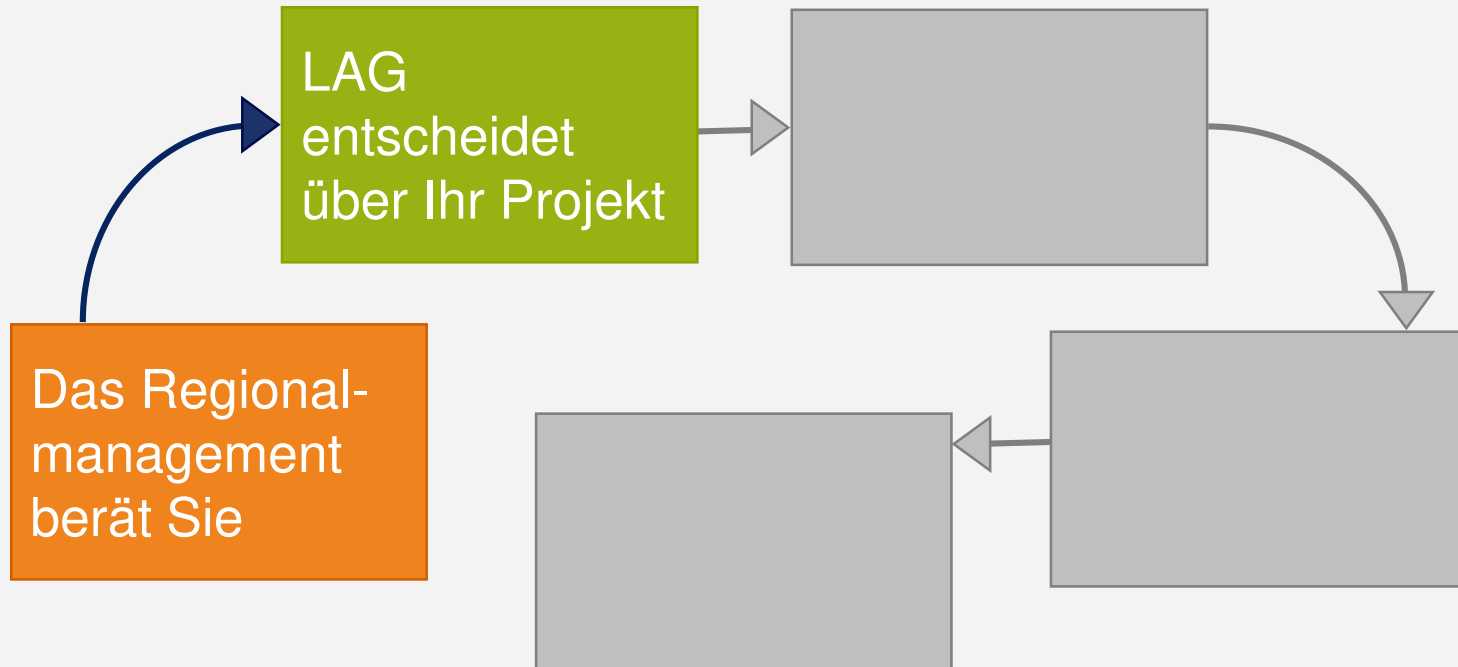 LAG
entscheidet
über Ihr Projekt
Das Regional-
management
berät Sie